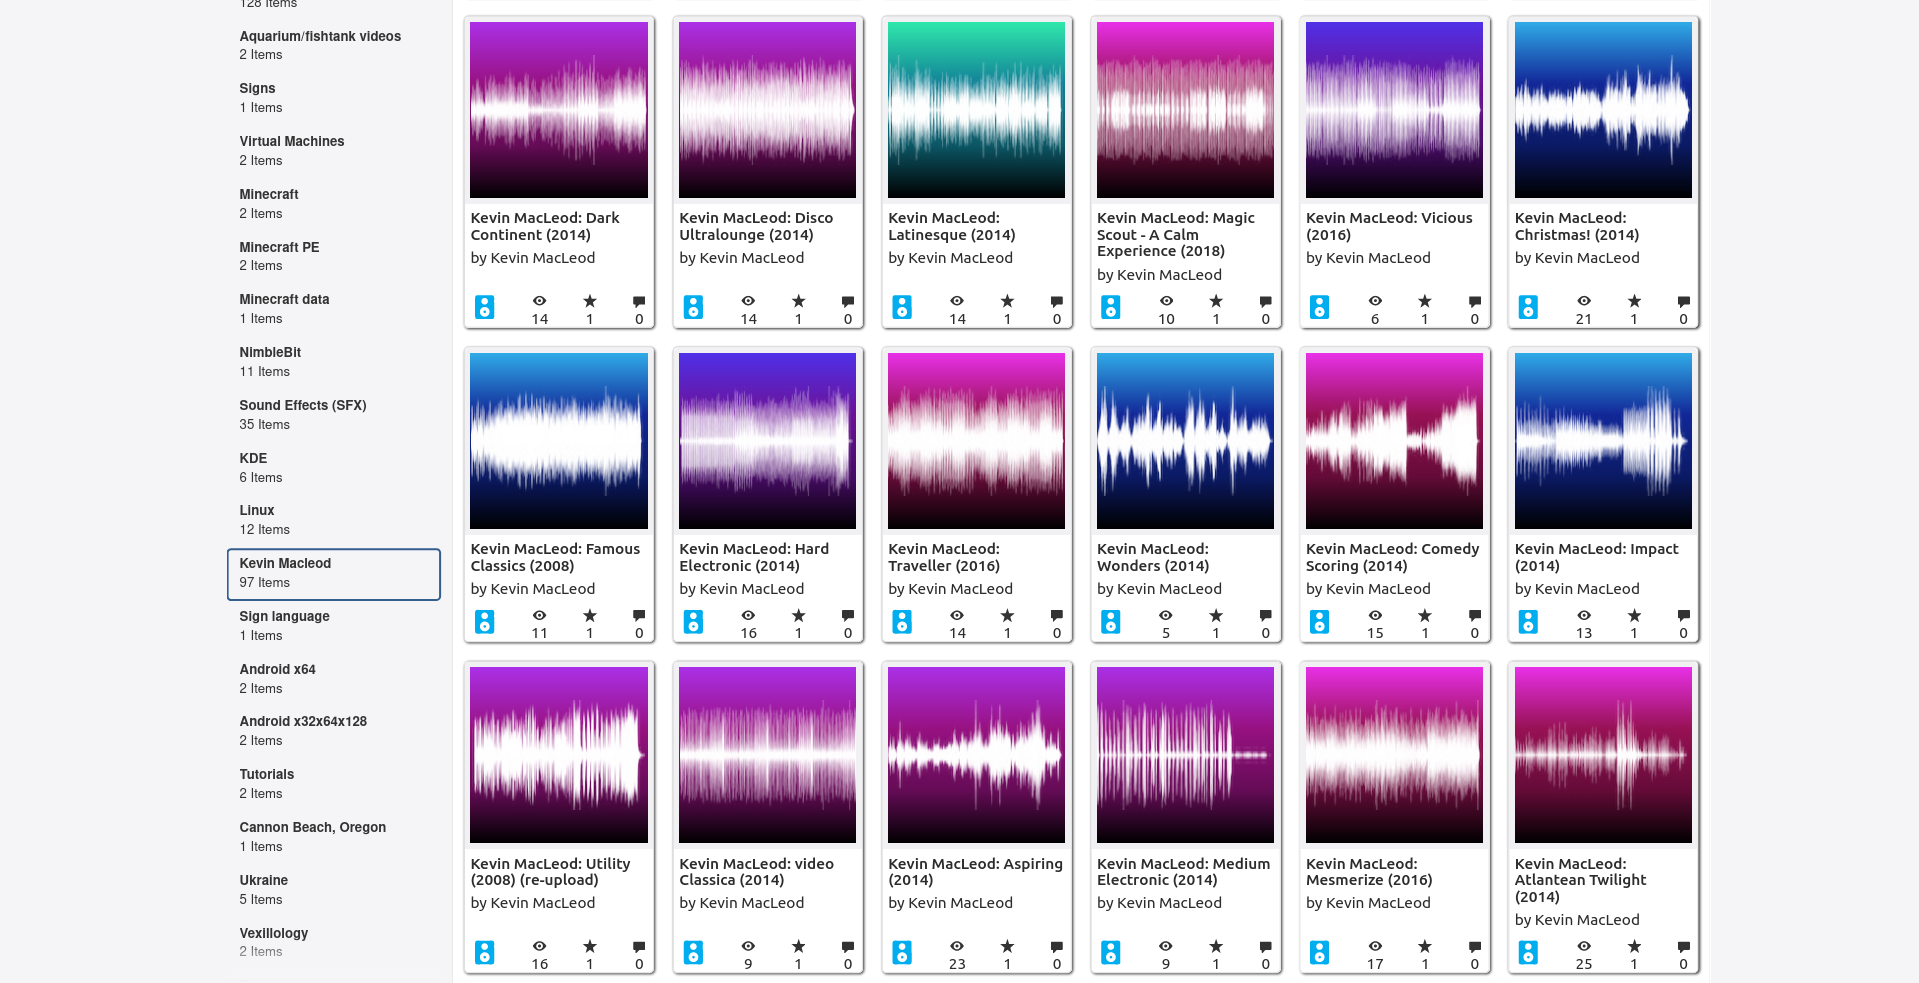 128 Items
Aquarium/fishtank videos
2 Items
Signs
1 Items
Virtual Machines
2 Items
Minecraft
2 Items
Minecraft PE
2 Items
Minecraft data
1 Items
NimbleBit
11 Items
Sound Effects (SFX)
35 Items
KDE
6 Items
Linux
12 Items
Kevin Macleod
97 Items
Sign language
1 Items
Android x64
2 Items
Android x32x64x128
2 Items
Tutorials
2 Items
Cannon Beach, Oregon
1 Items
Ukraine
5 Items
Vexillology
2 Items
Kevin MacLeod: Dark
Continent (2014)
by Kevin MacLeod
14 1 0
Kevin MacLeod: Disco
Ultralounge (2014)
by Kevin MacLeod
14 1 0
Kevin MacLeod:
Latinesque (2014)
by Kevin MacLeod
14 1 0
Kevin MacLeod: Magic
Scout - A Calm
Experience (2018)
by Kevin MacLeod
10 1 0
Kevin MacLeod: Vicious
(2016)
by Kevin MacLeod
6 1 0
Kevin MacLeod:
Christmas! (2014)
by Kevin MacLeod
21 1 0
Kevin MacLeod: Famous
Classics (2008)
by Kevin MacLeod
11 1 0
Kevin MacLeod: Hard
Electronic (2014)
by Kevin MacLeod
16 1 0
Kevin MacLeod:
Traveller (2016)
by Kevin MacLeod
14 1 0
Kevin MacLeod:
Wonders (2014)
by Kevin MacLeod
5 1 0
Kevin MacLeod: Comedy
Scoring (2014)
by Kevin MacLeod
15 1 0
Kevin MacLeod: Impact
(2014)
by Kevin MacLeod
13 1 0
Kevin MacLeod: Utility
(2008) (re-upload)
by Kevin MacLeod
16 1 0
Kevin MacLeod: video
Classica (2014)
by Kevin MacLeod
9 1 0
Kevin MacLeod: Aspiring
(2014)
by Kevin MacLeod
23 1 0
Kevin MacLeod: Medium
Electronic (2014)
by Kevin MacLeod
9 1 0
Kevin MacLeod:
Mesmerize (2016)
by Kevin MacLeod
17 1 0
Kevin MacLeod:
Atlantean Twilight
(2014)
by Kevin MacLeod
25 1 0